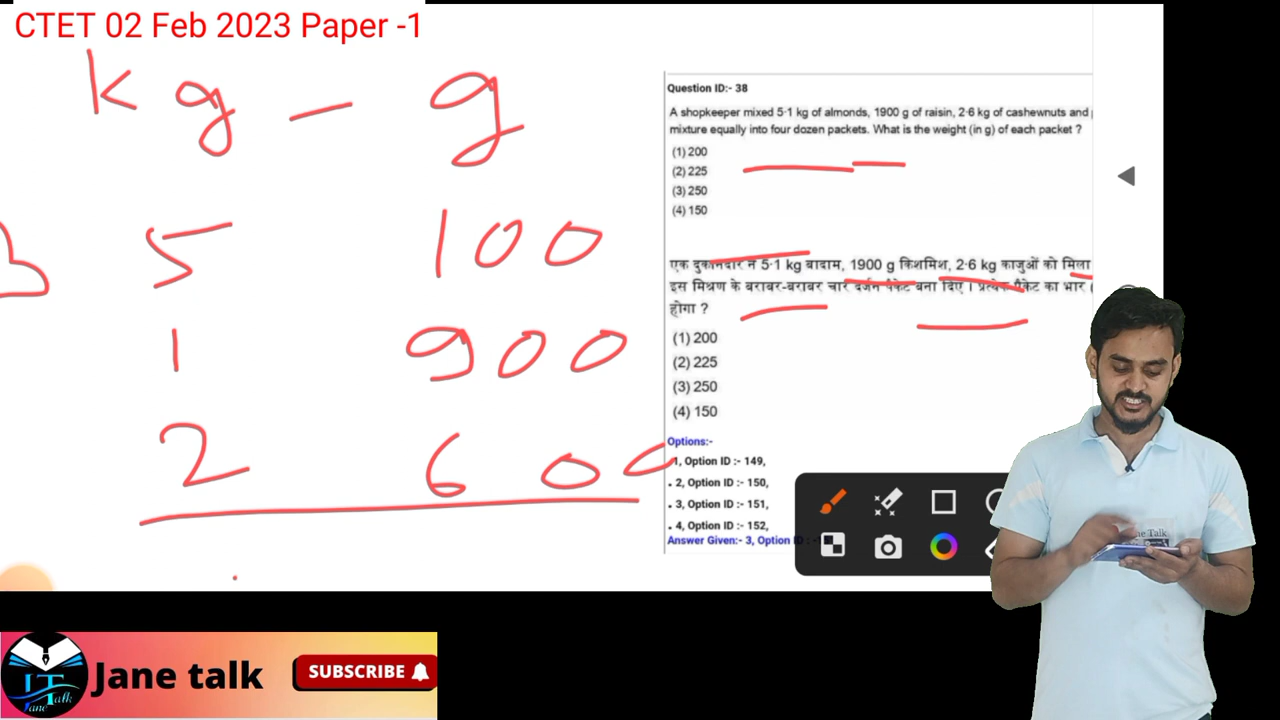 CTET 02 Feb 2023 Paper -1
kg - g
5 100
1 900
2 600
Question ID:- 38
A shopkeeper mixed 5·1 kg of almonds, 1900 g of raisin, 2·6 kg of cashewnuts and
mixture equally into four dozen packets. What is the weight (in g) of each packet ?
(1) 200
(2) 225
(3) 250
(4) 150
एक दुकानदार ने 5·1 kg बादाम, 1900 g किशमिश, 2·6 kg काजुओं को मिला
इस मिश्रण के बराबर-बराबर चार दर्जन पैकेट बना दिए । प्रत्येक पैकेट का भार (
होगा ?
(1) 200
(2) 225
(3) 250
(4) 150
Options:-
1, Option ID :- 149,
. 2, Option ID :- 150,
. 3, Option ID :- 151,
. 4, Option ID :- 152,
Answer Given:- 3, Option
Jane talk
SUBSCRIBE